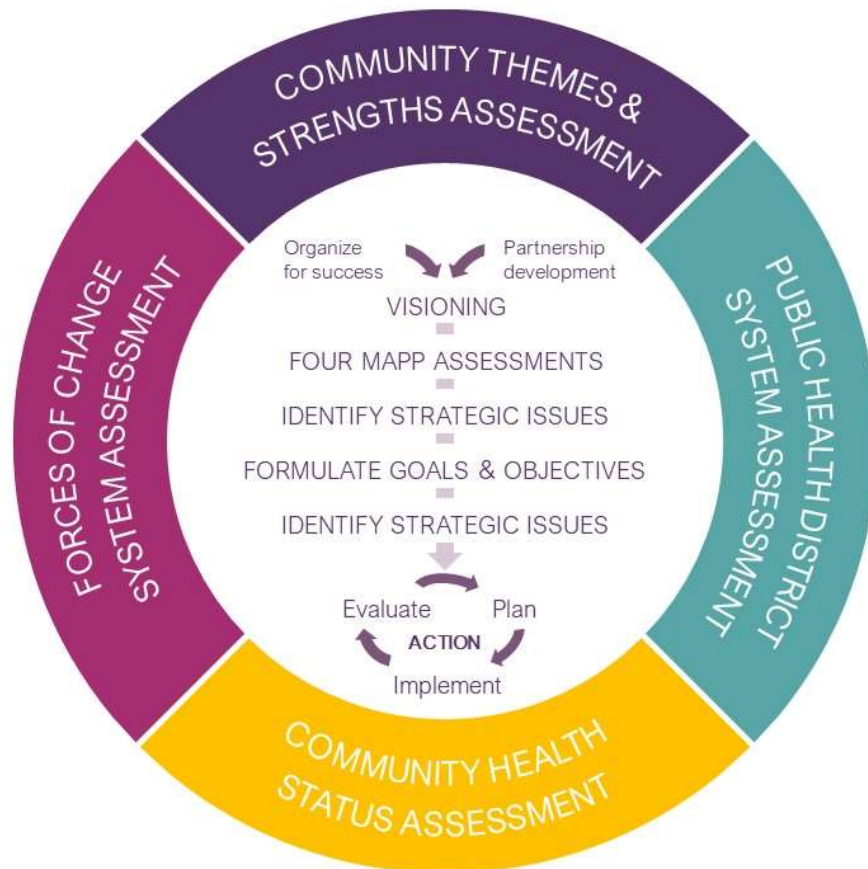 COMMUNITY THEMES &
STRENGTHS ASSESSMENT
PUBLIC HEALTH DISTRICT
SYSTEM ASSESSMENT
COMMUNITY HEALTH
STATUS ASSESSMENT
FORCES OF CHANGE
SYSTEM ASSESSMENT
Organize
for success
Partnership
development
VISIONING
FOUR MAPP ASSESSMENTS
IDENTIFY STRATEGIC ISSUES
FORMULATE GOALS & OBJECTIVES
IDENTIFY STRATEGIC ISSUES
Evaluate
Plan
ACTION
Implement